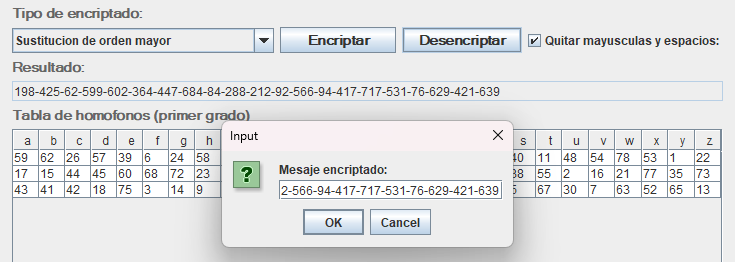 Tipo de encriptado:
Sustitucion de orden mayor Encriptar Desencriptar Quitar mayusculas y espacios:
Resultado:
198-425-62-599-602-364-447-684-84-288-212-92-566-94-417-717-531-76-629-421-639
Tabla de homofonos (primer grado)
Input
Mesaje encriptado:
2-566-94-417-717-531-76-629-421-639
OK Cancel
a b c d e f g h s t u v w x y z
59 62 26 57 39 6 24 58 40 11 48 54 78 53 1 22
17 15 44 45 60 68 72 23 38 55 2 16 21 77 35 73
43 41 42 18 75 3 14 9 67 30 7 63 52 65 13